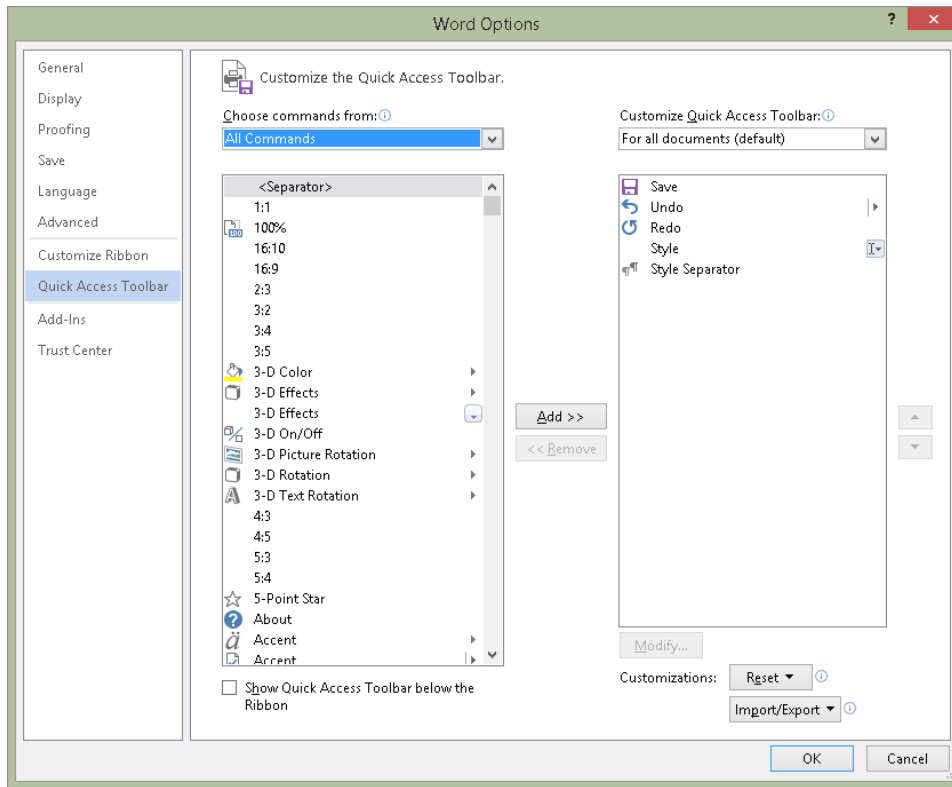 Word Options
?
General
Display
Proofing
Save
Language
Advanced
Customize Ribbon
Quick Access Toolbar
Add-Ins
Trust Center
Customize the Quick Access Toolbar.
Choose commands from:
All Commands
<Separator>
1:1
100%
16:10
16:9
2:3
3:2
3:4
3:5
3-D Color
3-D Effects
3-D Effects
3-D On/Off
3-D Picture Rotation
3-D Rotation
3-D Text Rotation
4:3
4:5
5:3
5:4
5-Point Star
About
Accent
Accent
Show Quick Access Toolbar below the
Ribbon
Add >>
<< Remove
Customize Quick Access Toolbar:
For all documents (default)
Save
Undo
Redo
Style
Style Separator
Modify...
Customizations:
Reset
Import/Export
OK
Cancel